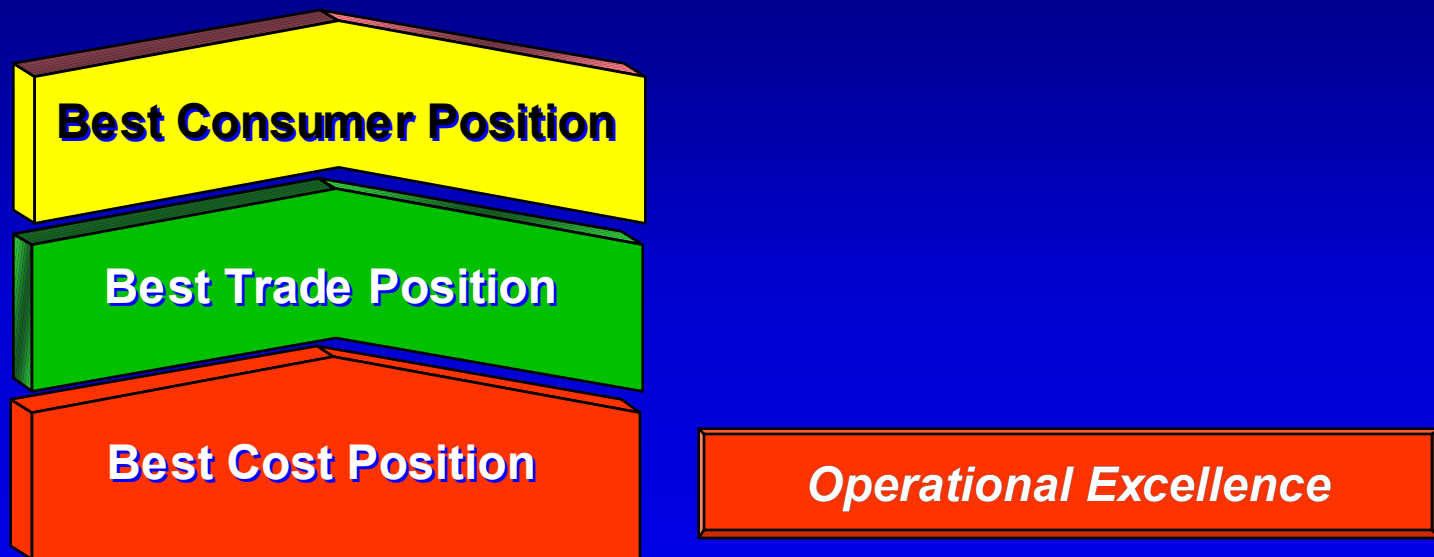 Best Consumer Position
Best Trade Position
Best Cost Position
Operational Excellence